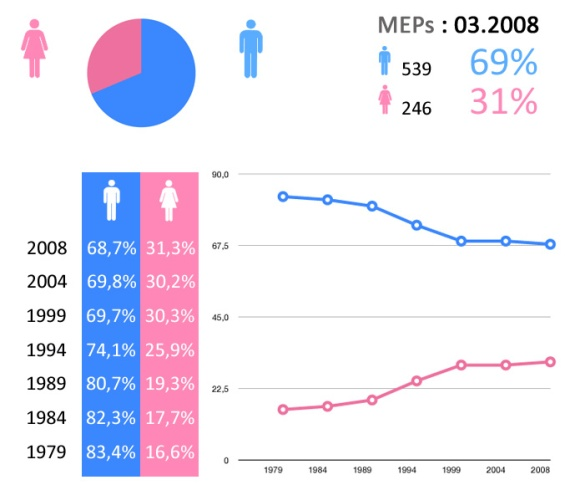 MEPs : 03.2008
539 69%
246 31%
2008 68,7% 31,3%
2004 69,8% 30,2%
1999 69,7% 30,3%
1994 74,1% 25,9%
1989 80,7% 19,3%
1984 82,3% 17,7%
1979 83,4% 16,6%
90,0
67,5
45,0
22,5
0
1979 1984 1989 1994 1999 2004 2008